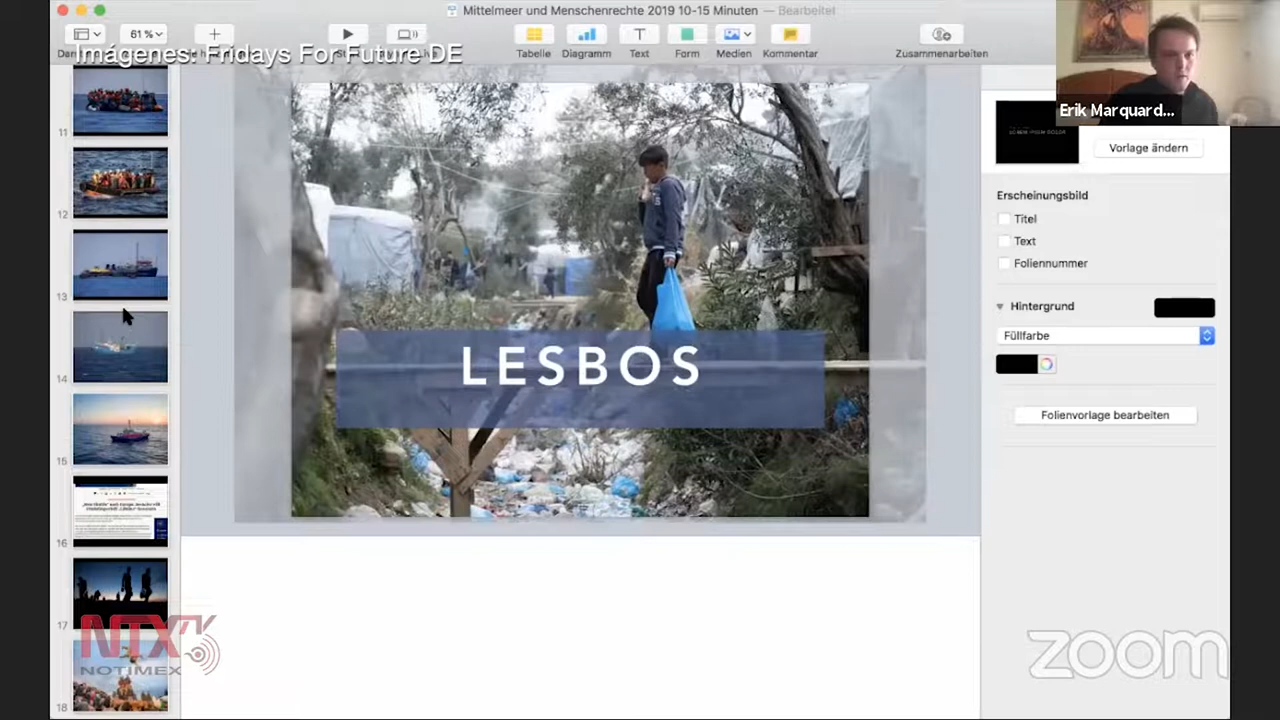 Mittelmeer und Menschenrechte 2019 10-15 Minuten — Bearbeitet
61 %
Tabelle
Diagramm
Text
Form
Medien
Kommentar
Zusammenarbeiten
Imágenes: Fridays For Future DE
Erik Marquard...
11
12
13
14
15
16
17
18
LESBOS
Vorlage ändern
Erscheinungsbild
Titel
Text
Foliennummer
Hintergrund
Füllfarbe
Folienvorlage bearbeiten
NTX TV
NOTIMEX
zoom